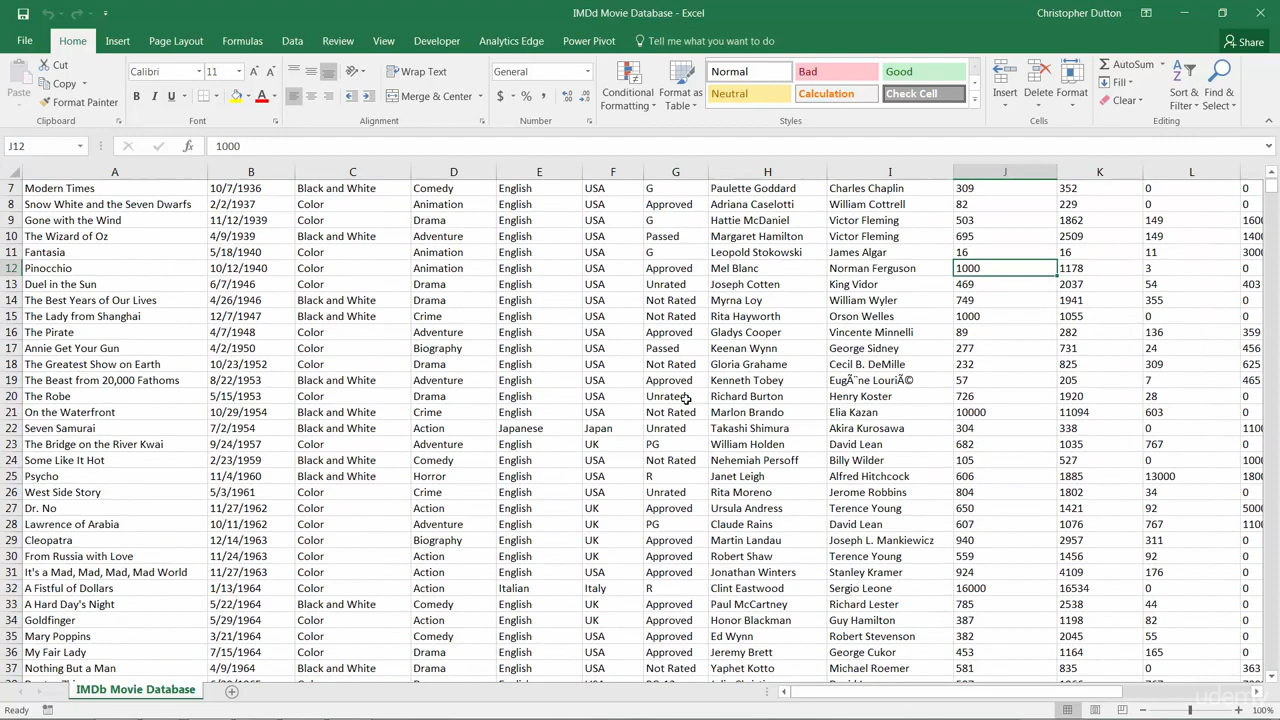 IMDd Movie Database - Excel
Christopher Dutton
File Home Insert Page Layout Formulas Data Review View Developer Analytics Edge Power Pivot Tell me what you want to do Share
Paste Cut Copy Format Painter Clipboard
Calibri 11 Font
Wrap Text Merge & Center Alignment
General $ % , Number
Conditional Formatting Format as Table
Normal Bad Good
Neutral Calculation Check Cell
Styles
Insert Delete Format Cells
AutoSum Fill Clear Sort & Filter Find & Select Editing
J12 fx 1000
A B C D E F G H I J K L
7 Modern Times 10/7/1936 Black and White Comedy English USA G Paulette Goddard Charles Chaplin 309 352 0 0
8 Snow White and the Seven Dwarfs 2/2/1937 Color Animation English USA Approved Adriana Caselotti William Cottrell 82 229 0 0
9 Gone with the Wind 11/12/1939 Color Drama English USA G Hattie McDaniel Victor Fleming 503 1862 149 1600
10 The Wizard of Oz 4/9/1939 Black and White Adventure English USA Passed Margaret Hamilton Victor Fleming 695 2509 149 1400
11 Fantasia 5/18/1940 Color Animation English USA G Leopold Stokowski James Algar 16 16 11 3000
12 Pinocchio 10/12/1940 Color Animation English USA Approved Mel Blanc Norman Ferguson 1000 1178 3 0
13 Duel in the Sun 6/7/1946 Color Drama English USA Unrated Joseph Cotten King Vidor 469 2037 54 403
14 The Best Years of Our Lives 4/26/1946 Black and White Drama English USA Not Rated Myrna Loy William Wyler 749 1941 355 0
15 The Lady from Shanghai 12/7/1947 Black and White Crime English USA Not Rated Rita Hayworth Orson Welles 1000 1055 0 0
16 The Pirate 4/7/1948 Color Adventure English USA Approved Gladys Cooper Vincente Minnelli 89 282 136 359
17 Annie Get Your Gun 4/2/1950 Color Biography English USA Passed Keenan Wynn George Sidney 277 731 24 456
18 The Greatest Show on Earth 10/23/1952 Color Drama English USA Not Rated Gloria Grahame Cecil B. DeMille 232 825 309 625
19 The Beast from 20,000 Fathoms 8/22/1953 Black and White Adventure English USA Approved Kenneth Tobey EugÃ¨ne LouriÃ© 57 205 7 465
20 The Robe 5/15/1953 Color Drama English USA Unrated Richard Burton Henry Koster 726 1920 28 0
21 On the Waterfront 10/29/1954 Black and White Crime English USA Not Rated Marlon Brando Elia Kazan 10000 11094 603 0
22 Seven Samurai 7/2/1954 Black and White Action Japanese Japan Unrated Takashi Shimura Akira Kurosawa 304 338 0 1100
23 The Bridge on the River Kwai 9/24/1957 Color Adventure English UK PG William Holden David Lean 682 1035 767 0
24 Some Like It Hot 2/23/1959 Black and White Comedy English USA Not Rated Nehemiah Persoff Billy Wilder 105 527 0 1000
25 Psycho 11/4/1960 Black and White Horror English USA R Janet Leigh Alfred Hitchcock 606 1885 13000 1800
26 West Side Story 5/3/1961 Color Crime English USA Unrated Rita Moreno Jerome Robbins 804 1802 34 0
27 Dr. No 11/27/1962 Color Action English UK Approved Ursula Andress Terence Young 650 1421 92 5000
28 Lawrence of Arabia 10/11/1962 Color Adventure English UK PG Claude Rains David Lean 607 1076 767 1100
29 Cleopatra 12/14/1963 Color Biography English UK Approved Martin Landau Joseph L. Mankiewicz 940 2957 311 0
30 From Russia with Love 11/24/1963 Color Action English UK Approved Robert Shaw Terence Young 559 1456 92 0
31 It's a Mad, Mad, Mad, Mad World 11/27/1963 Color Action English USA Approved Jonathan Winters Stanley Kramer 924 4109 176 0
32 A Fistful of Dollars 1/13/1964 Color Action Italian Italy R Clint Eastwood Sergio Leone 16000 16534 0 0
33 A Hard Day's Night 5/22/1964 Black and White Comedy English UK Approved Paul McCartney Richard Lester 785 2538 44 0
34 Goldfinger 5/29/1964 Color Action English UK Approved Honor Blackman Guy Hamilton 387 1198 82 0
35 Mary Poppins 3/21/1964 Color Comedy English USA Approved Ed Wynn Robert Stevenson 382 2045 55 0
36 My Fair Lady 7/15/1964 Color Drama English USA Approved Jeremy Brett George Cukor 453 1164 165 0
37 Nothing But a Man 4/9/1964 Black and White Drama English USA Not Rated Yaphet Kotto Michael Roemer 581 835 0 363
IMDb Movie Database
Ready 100%
udemy